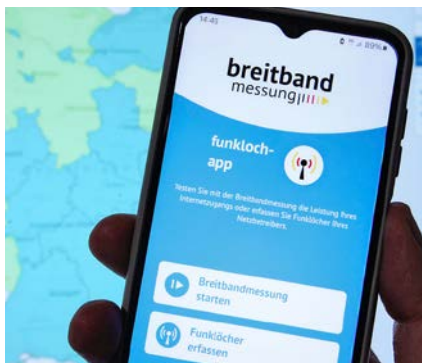 14:45
89%
breitband
messung
funkloch-
app
Testen Sie mit der Breitbandmessung die Leistung Ihres
Internetzugangs oder erfassen Sie Funklöcher Ihres
Netzbetreibers.
Breitbandmessung
starten
Funklöcher
erfassen